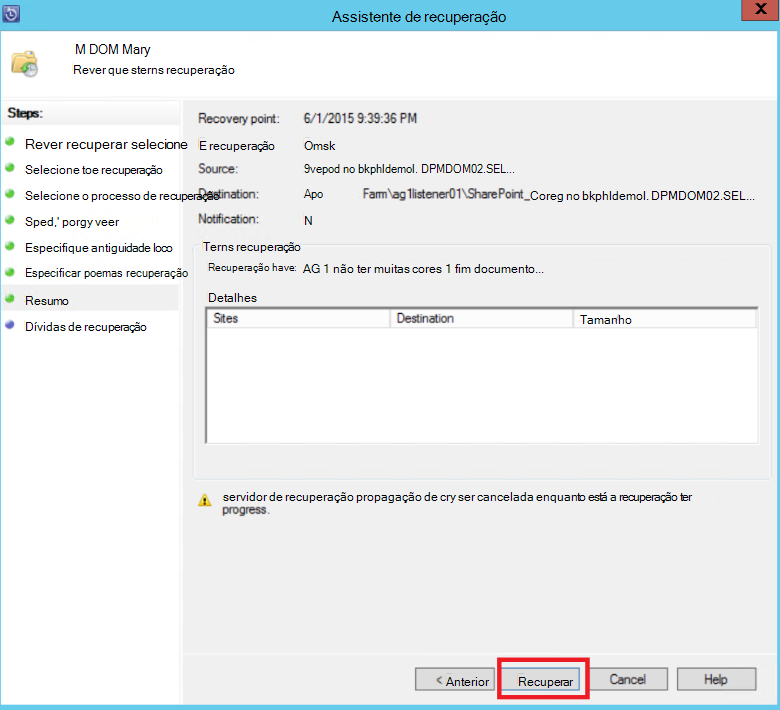 Assistente de recuperação
X
M DOM Mary
Rever que sterns recuperação
Steps:
Rever recuperar selecione
Selecione toe recuperação
Selecione o processo de recuperação
Sped,' porgy veer
Especifique antiguidade loco
Especificar poemas recuperação
Resumo
Dívidas de recuperação
Recovery point: 6/1/2015 9:39:36 PM
E recuperação Omsk
Source: 9vepod no bkphldemol. DPMDOM02.SEL...
Destination: Apo Farm\ag1listener01\SharePoint_Coreg no bkphldemol. DPMDOM02.SEL...
Notification: N
Terns recuperação
Recuperação have: AG 1 não ter muitas cores 1 fim documento...
Detalhes
Sites Destination Tamanho
servidor de recuperação propagação de cry ser cancelada enquanto está a recuperação ter
progress.
< Anterior Recuperar Cancel Help